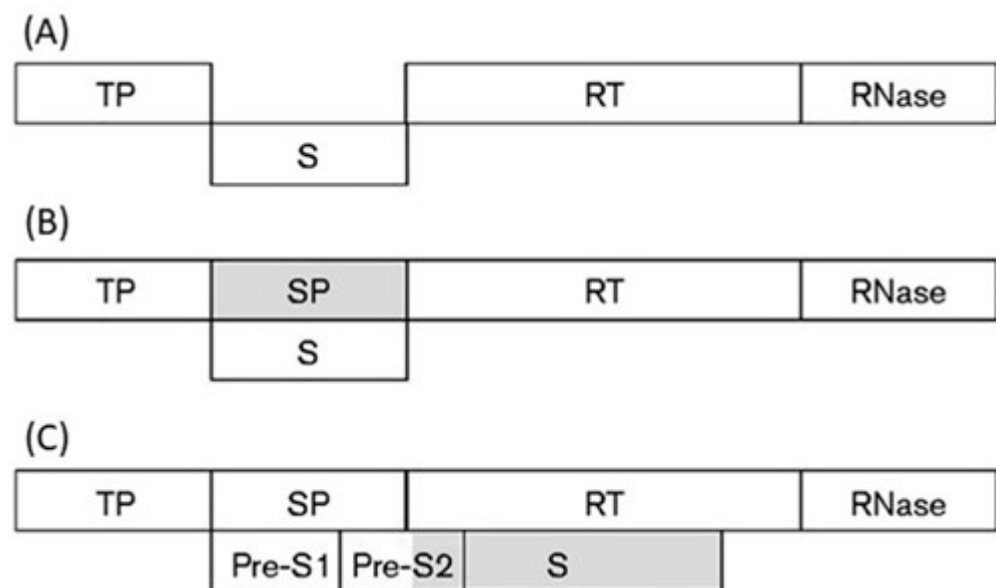 (A)
TP RT RNase
S
(B)
TP SP RT RNase
S
(C)
TP SP RT RNase
Pre-S1 Pre-S2 S